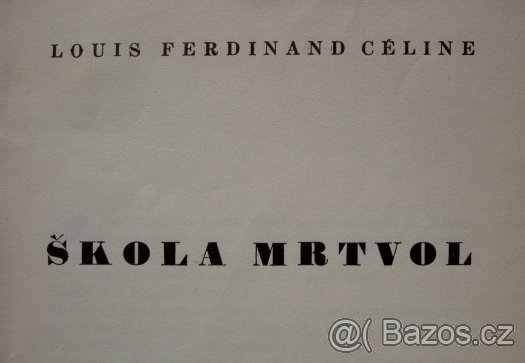 LOUIS FERDINAND CÉLINE
ŠKOLA MRTVOL
@( Bazos.cz